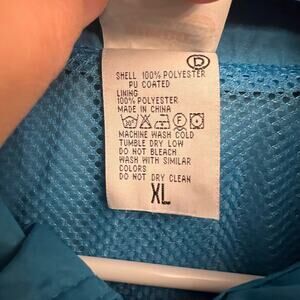 D
SHELL 100% POLYESTER
PU COATED
LINING
100% POLYESTER
MADE IN CHINA
MACHINE WASH COLD
TUMBLE DRY LOW
DO NOT BLEACH
WASH WITH SIMILAR
COLORS
DO NOT DRY CLEAN
XL